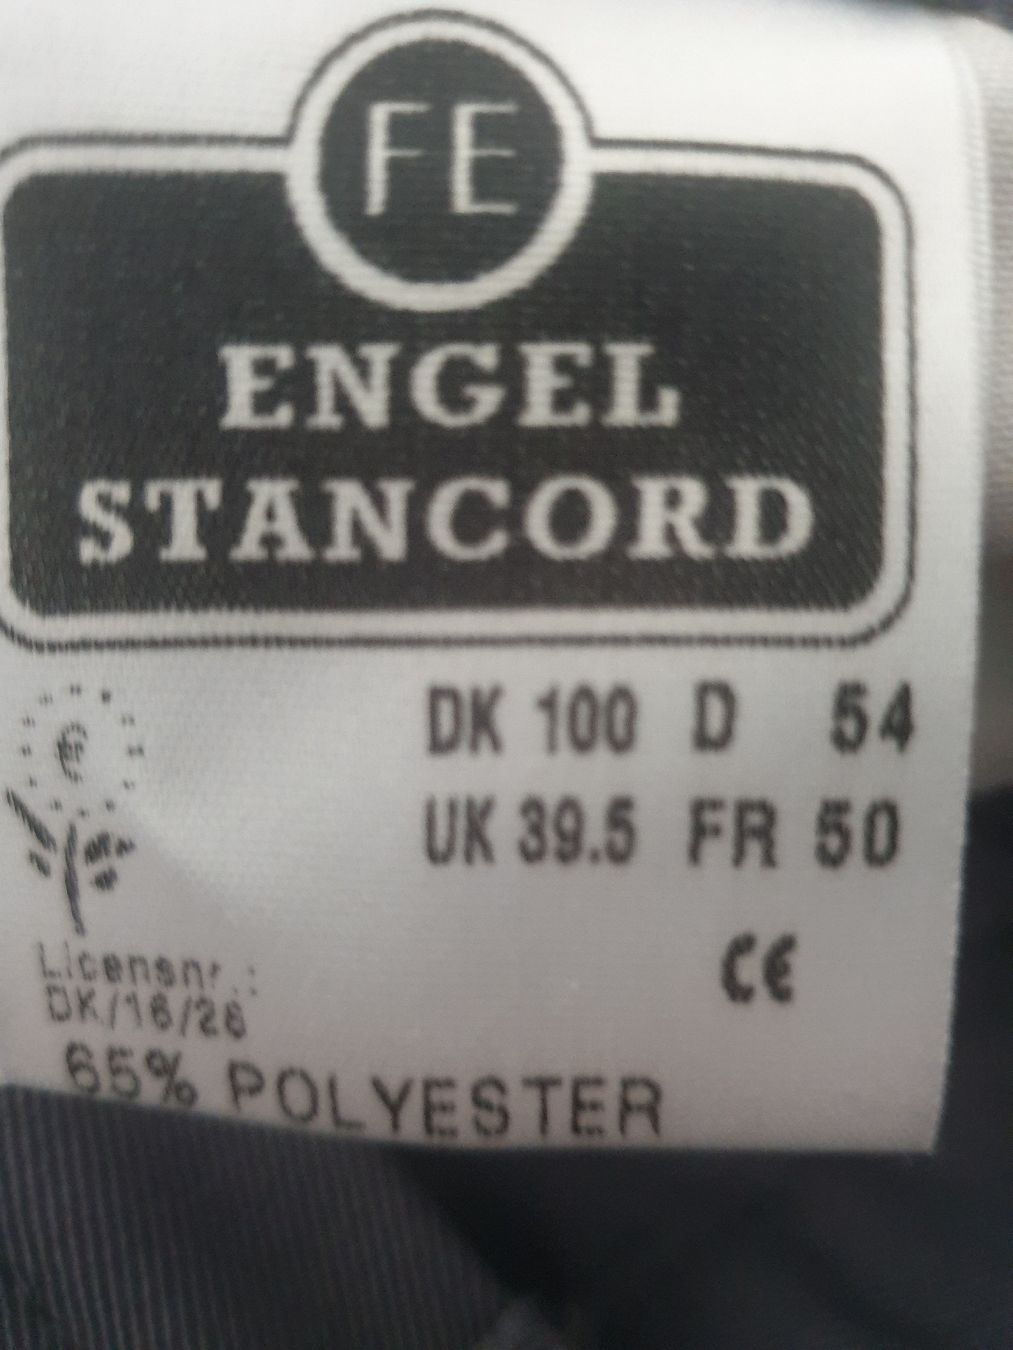 FE
ENGEL
STANCORD
DK 100 D 54
UK 39.5 FR 50
CE
Licensnr.:
DK/16/26
65% POLYESTER